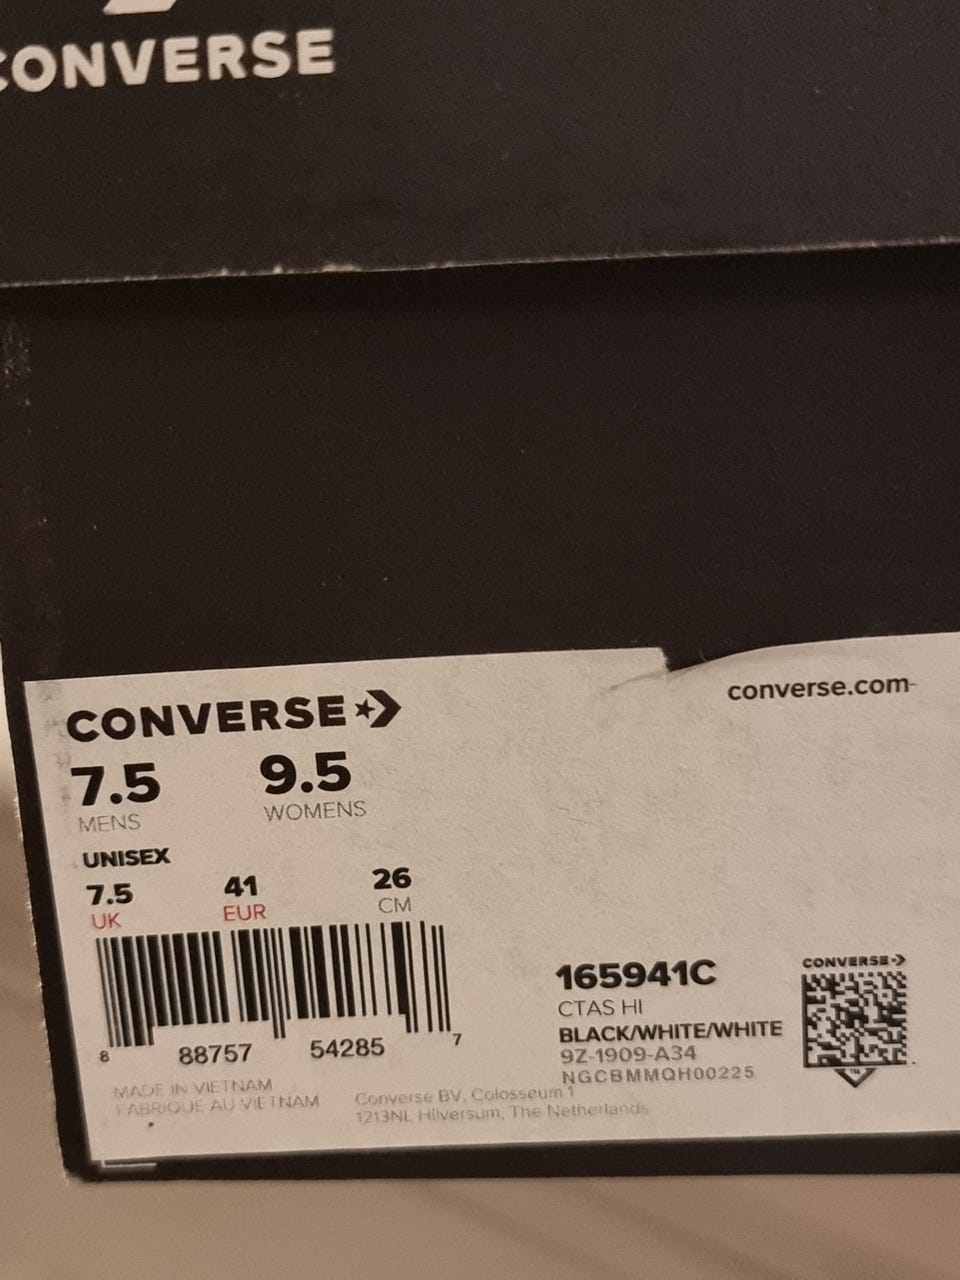 CONVERSE
CONVERSE
converse.com
7.5 9.5
MENS WOMENS
UNISEX
7.5 41 26
UK EUR CM
8 88757 54285 7
MADE IN VIETNAM
FABRIQUE AU VIETNAM
Converse BV, Colosseum 1
1213NL Hilversum, The Netherlands
165941C
CTAS HI
BLACK/WHITE/WHITE
9Z-1909-A34
NGCBMMQH00225
CONVERSE
TM